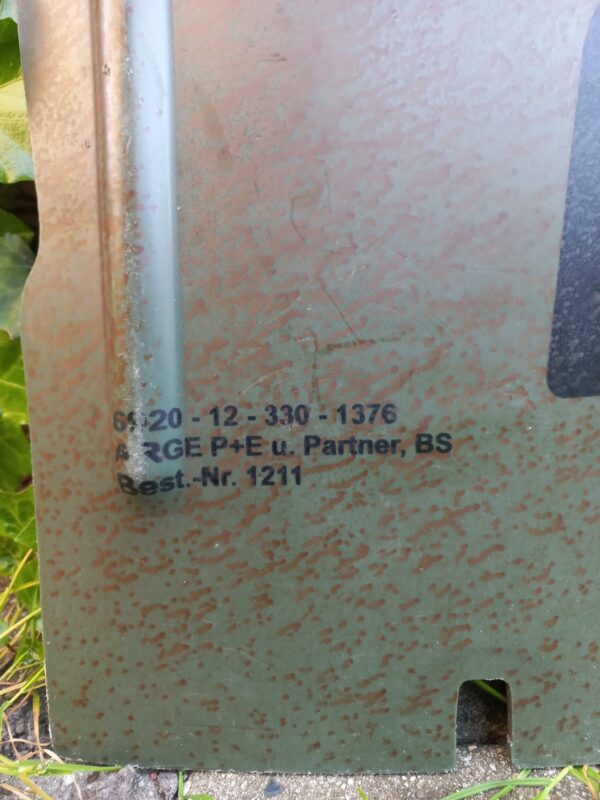 6920 - 12 - 330 - 1376
ARGE P+E u. Partner, BS
Best.-Nr. 1211